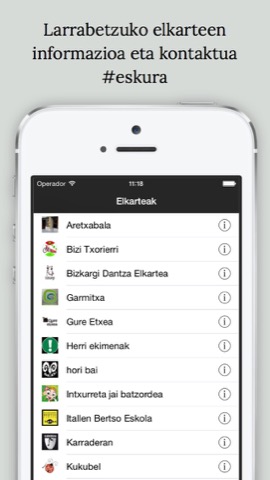 Larrabetzuko elkarteen
informazioa eta kontaktua
#eskura
Operador 11:18
Elkarteak
Aretxabala
Bizi Txorierri
Bizkargi Dantza Elkartea
Garmitxa
Gure Etxea
Herri ekimenak
hori bai
Intxurreta jai batzordea
Itallen Bertso Eskola
Karraderan
Kukubel